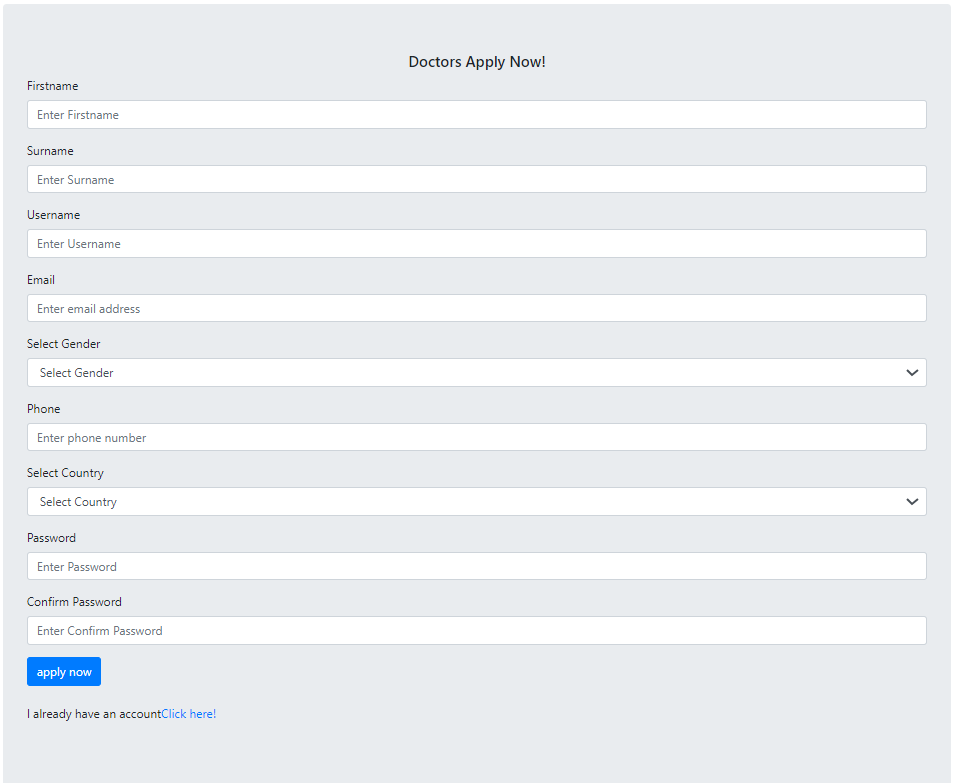 Doctors Apply Now!
Firstname
Enter Firstname
Surname
Enter Surname
Username
Enter Username
Email
Enter email address
Select Gender
Select Gender
Phone
Enter phone number
Select Country
Select Country
Password
Enter Password
Confirm Password
Enter Confirm Password
apply now
I already have an accountClick here!